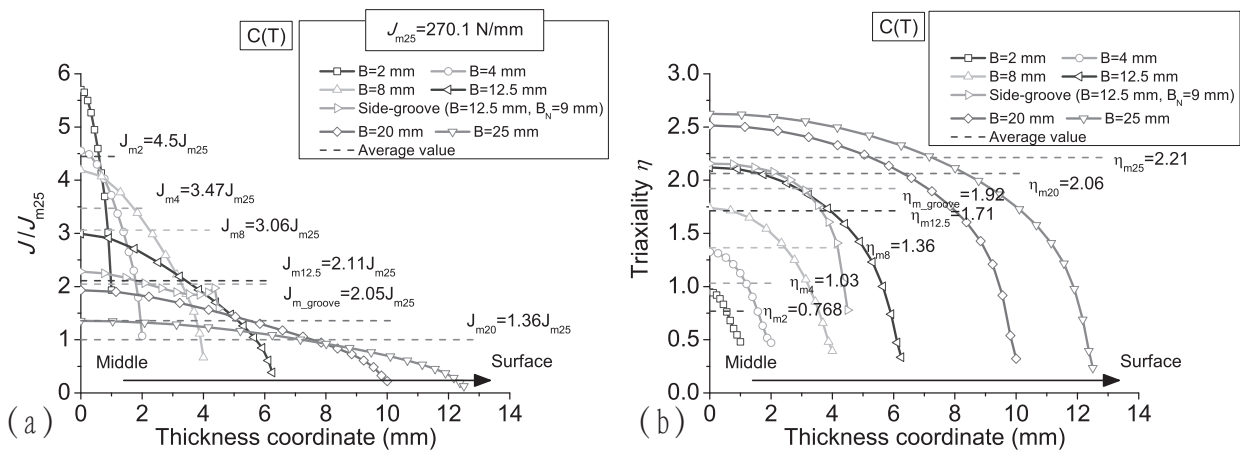 C(T)
J_m25=270.1 N/mm
B=2 mm B=4 mm
B=8 mm B=12.5 mm
Side-groove (B=12.5 mm, B_N=9 mm)
B=20 mm B=25 mm
Average value
J/J_m25
6
5
4
3
2
1
0
J_m2=4.5J_m25
J_m4=3.47J_m25
J_m8=3.06J_m25
J_m12.5=2.11J_m25
J_m_groove=2.05J_m25
J_m20=1.36J_m25
Middle
Surface
0 2 4 6 8 10 12 14
Thickness coordinate (mm)
(a)
C(T)
B=2 mm B=4 mm
B=8 mm B=12.5 mm
Side-groove (B=12.5 mm, B_N=9 mm)
B=20 mm B=25 mm
Average value
Triaxiality η
3.0
2.5
2.0
1.5
1.0
0.5
0.0
η_m25=2.21
η_m20=2.06
η_m_groove=1.92
η_m12.5=1.71
η_m8=1.36
η_m4=1.03
η_m2=0.768
Middle
Surface
0 2 4 6 8 10 12 14
Thickness coordinate (mm)
(b)